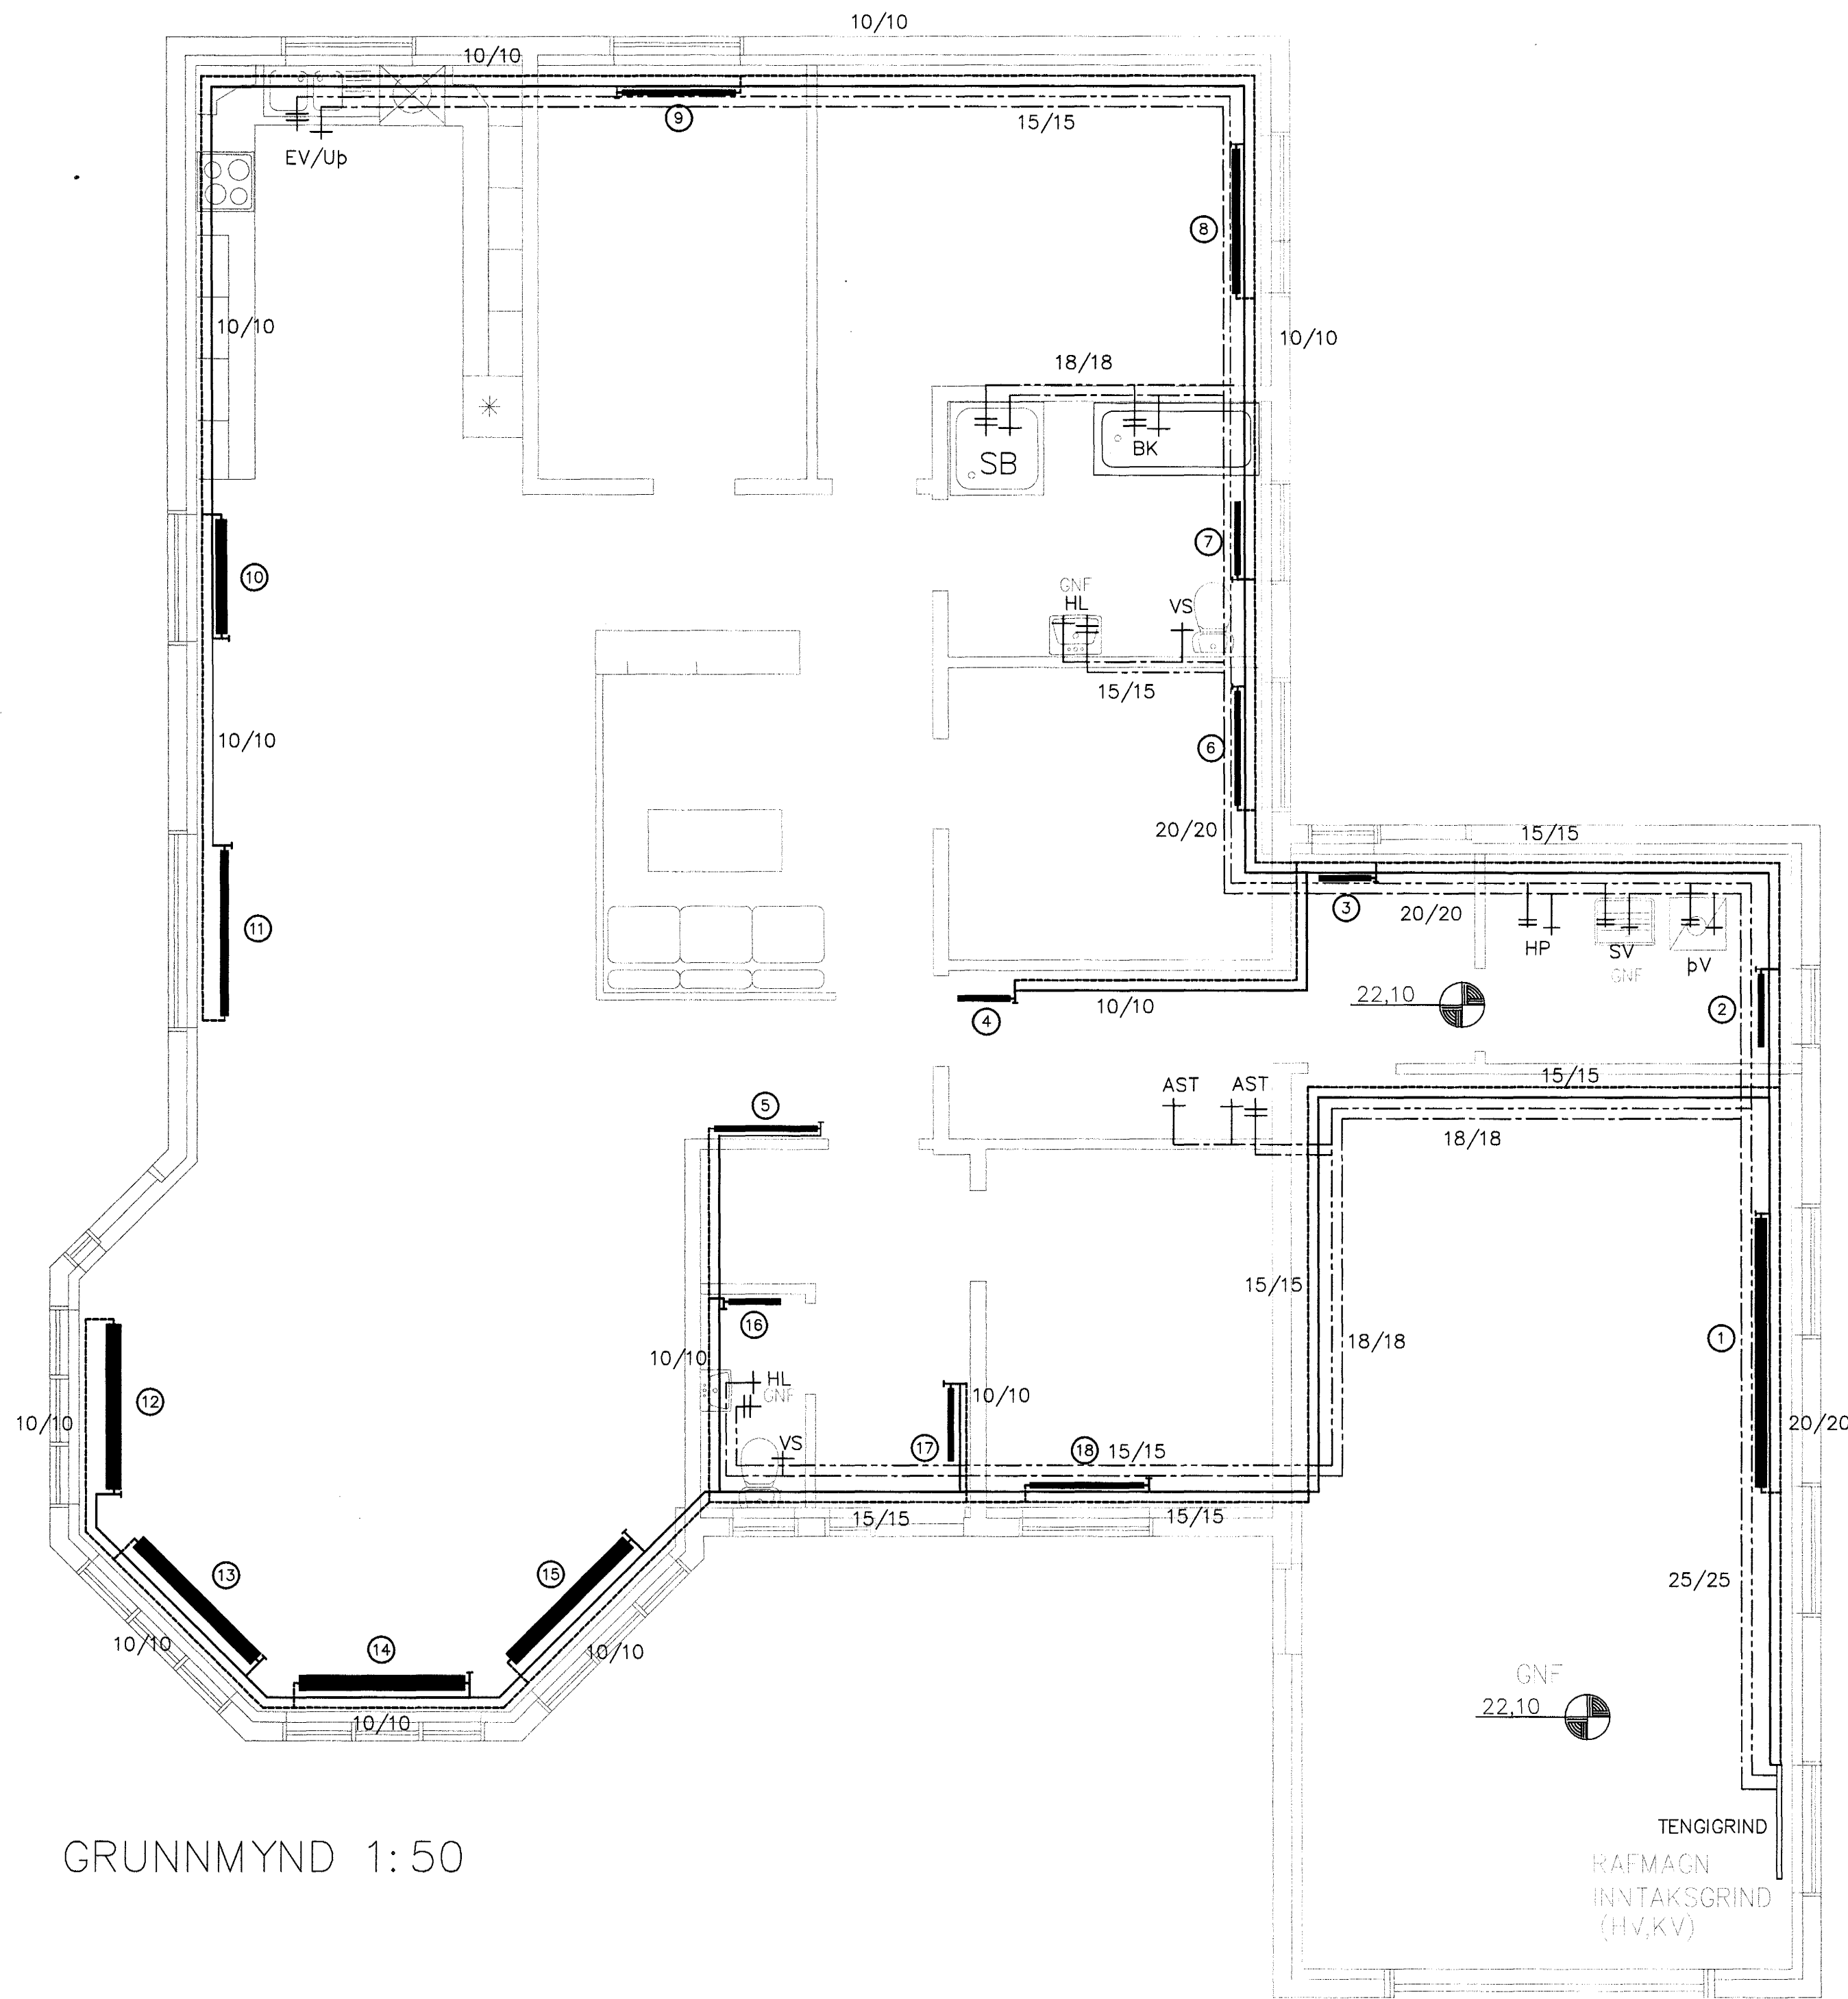 10/10
10/10
9
15/15
EV/Uþ
8
10/10
10/10
18/18
SB
BK
7
10
GNF
HL
VS
15/15
10/10
6
20/20
15/15
11
3
20/20
HP
SV
GNF
þV
4
10/10
22,10
2
5
AST
AST
15/15
18/18
15/15
16
18/18
1
10/10
HL
GNF
12
10/10
10/10
20/20
VS
17
18
15/15
15/15
15/15
13
15
25/25
10/10
14
10/10
10/10
GNF
22,10
TENGIGRIND
GRUNNMYND 1:50
RAFMAGN
INNTAKSGRIND
(HV,KV)